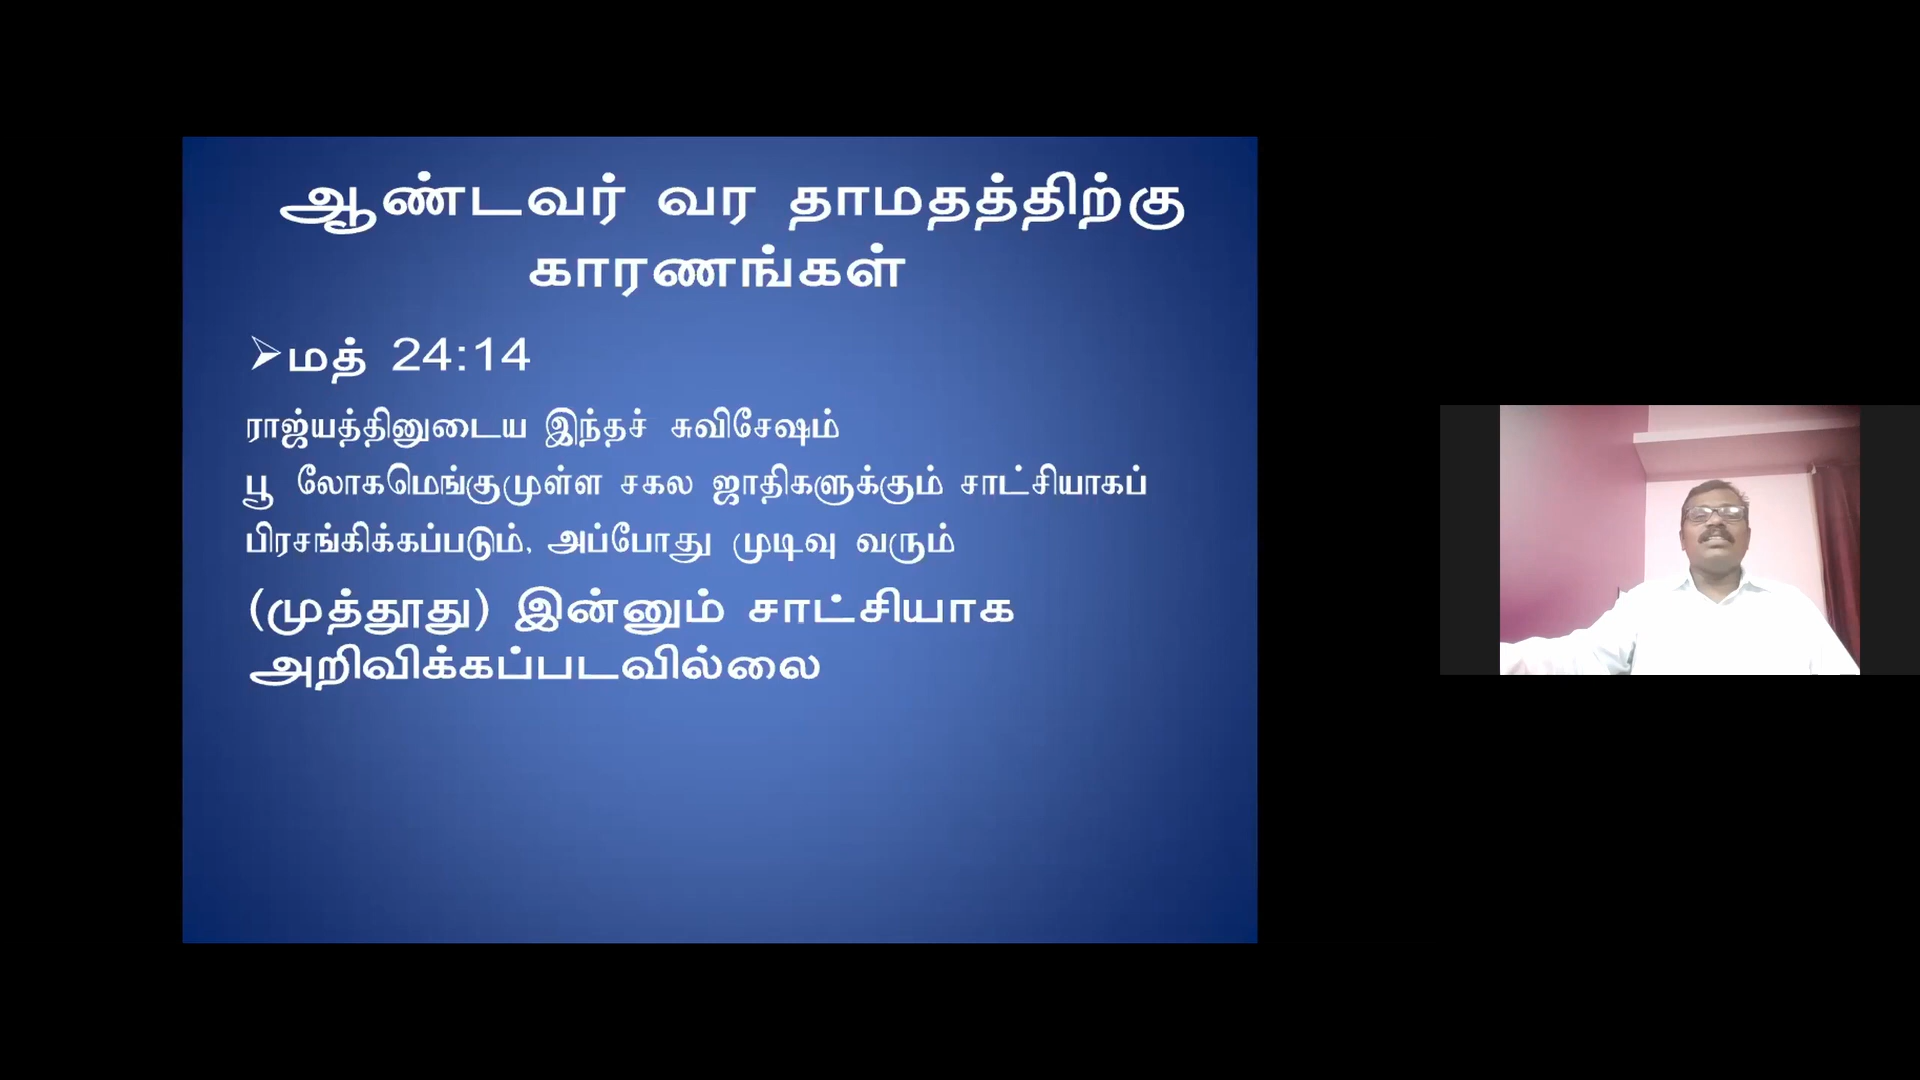 ஆண்டவர் வர தாமதத்திற்கு
காரணங்கள்
➢மத் 24:14
ராஜ்யத்தினுடைய இந்தச் சுவிசேஷம்
பூ லோகமெங்குமுள்ள சகல ஜாதிகளுக்கும் சாட்சியாகப்
பிரசங்கிக்கப்படும், அப்போது முடிவு வரும்
(முத்தூது) இன்னும் சாட்சியாக
அறிவிக்கப்படவில்லை